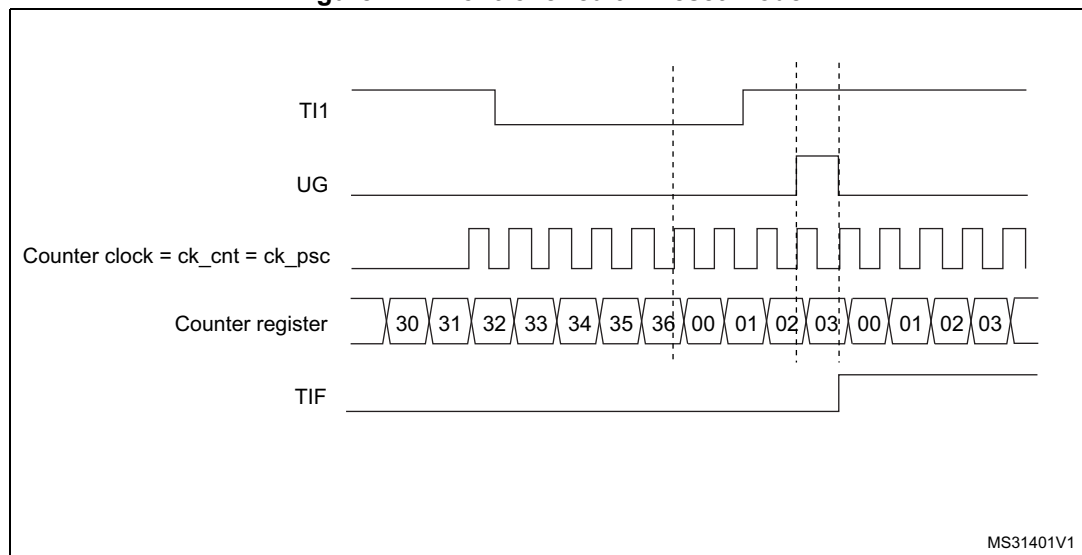 TI1
UG
Counter clock = ck_cnt = ck_psc
Counter register
30 31 32 33 34 35 36 00 01 02 03 00 01 02 03
TIF
MS31401V1